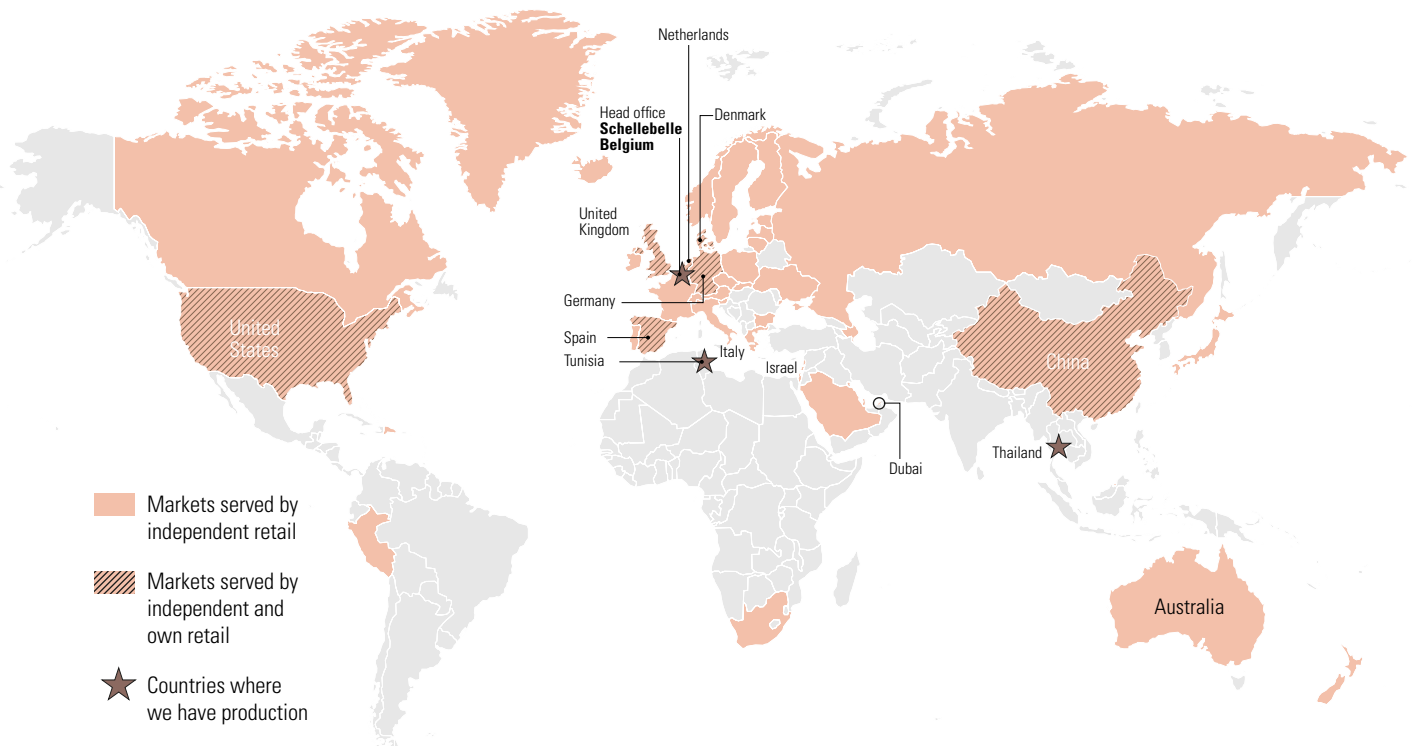 Netherlands
Head office
Schellebelle
Belgium
Denmark
United
Kingdom
Germany
Spain
Tunisia
Italy
Israel
United
States
China
Dubai
Thailand
Australia
Markets served by
independent retail
Markets served by
independent and
own retail
Countries where
we have production